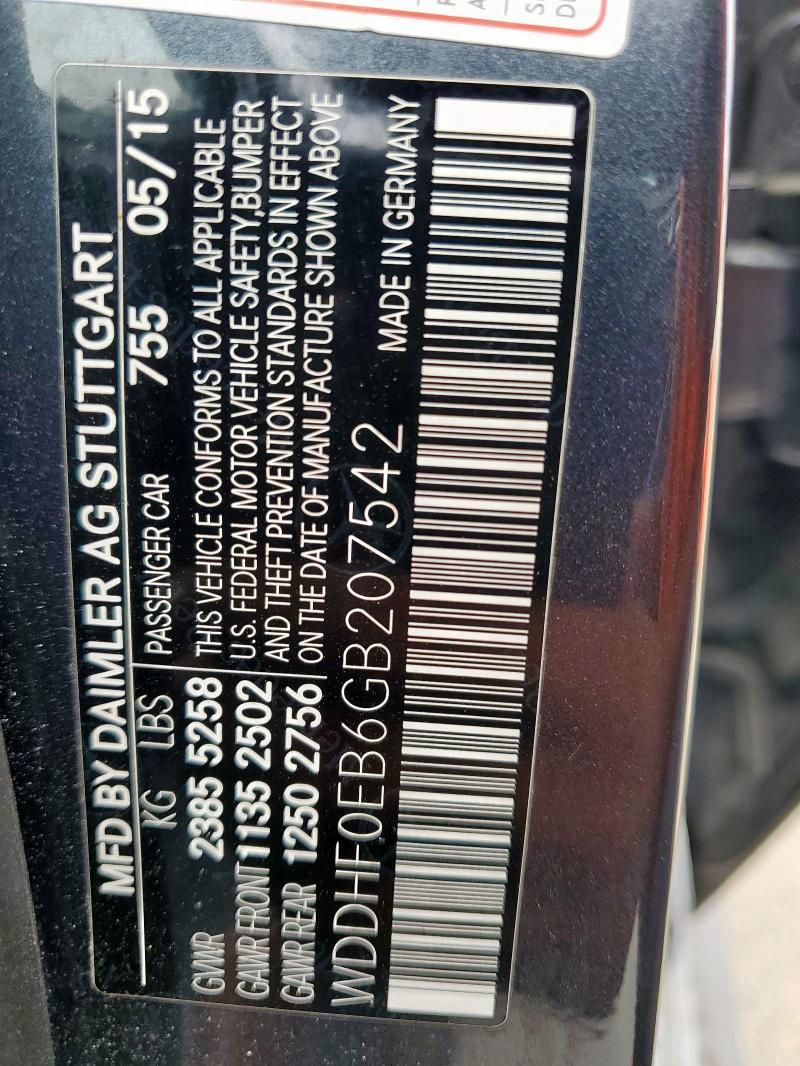 MFD BY DAIMLER AG STUTTGART
KG LBS PASSENGER CAR 755 05/15
GVWR 2385 5258
GAWR FRONT 1135 2502
GAWR REAR 1250 2756
THIS VEHICLE CONFORMS TO ALL APPLICABLE
U.S. FEDERAL MOTOR VEHICLE SAFETY,BUMPER
AND THEFT PREVENTION STANDARDS IN EFFECT
ON THE DATE OF MANUFACTURE SHOWN ABOVE
WDDHF0EB6GB207542 MADE IN GERMANY